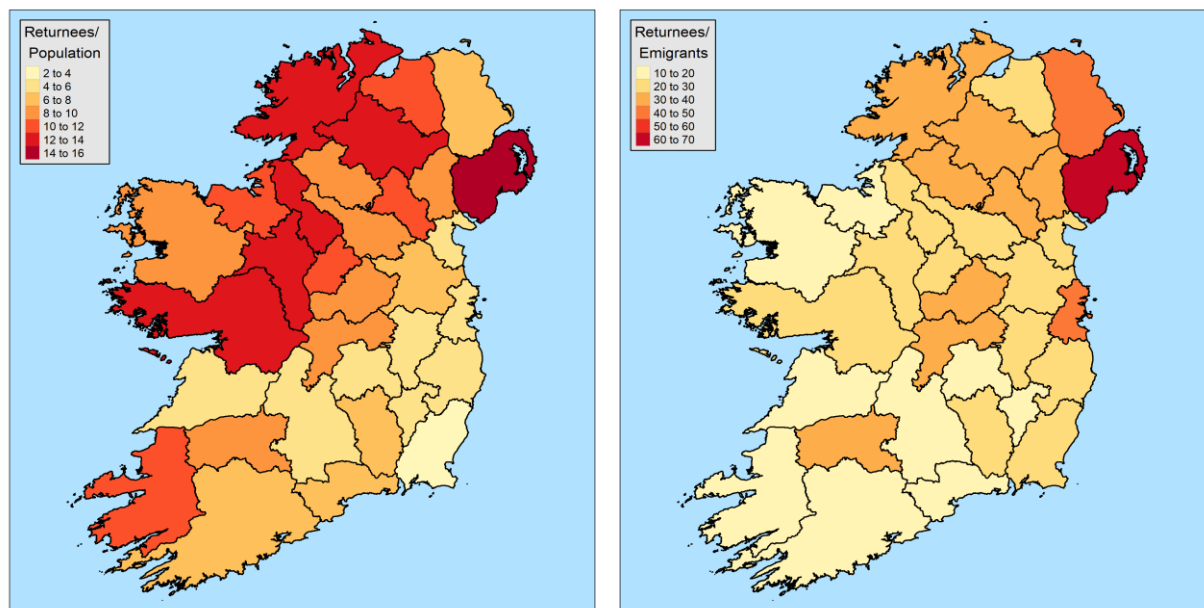 Returnees/
Population
2 to 4
4 to 6
6 to 8
8 to 10
10 to 12
12 to 14
14 to 16
Returnees/
Emigrants
10 to 20
20 to 30
30 to 40
40 to 50
50 to 60
60 to 70